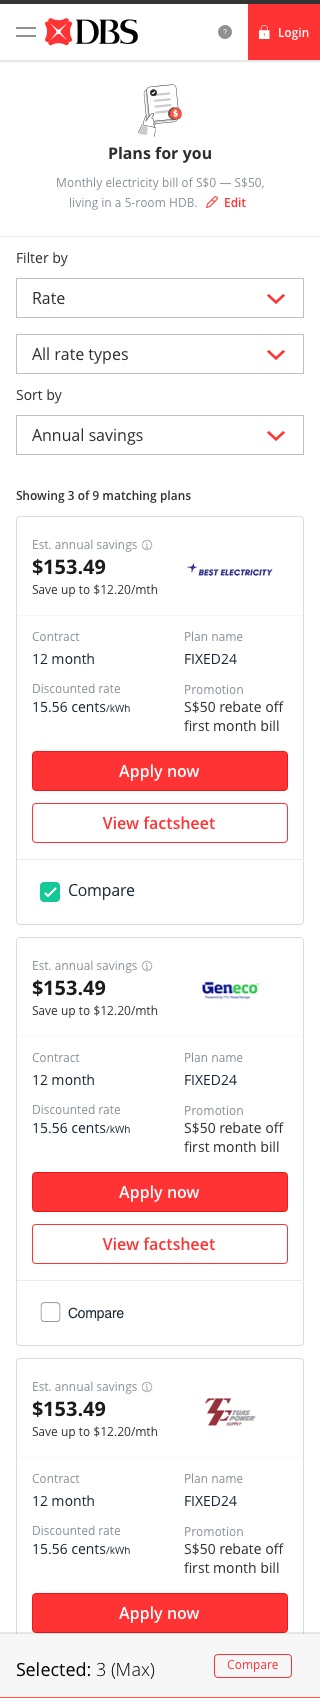 DBS
?
Login
Plans for you
Monthly electricity bill of S$0 — S$50,
living in a 5-room HDB. Edit
Filter by
Rate
All rate types
Sort by
Annual savings
Showing 3 of 9 matching plans
Est. annual savings
$153.49
Save up to $12.20/mth
BEST ELECTRICITY
Contract
12 month
Plan name
FIXED24
Discounted rate
15.56 cents/kWh
Promotion
S$50 rebate off
first month bill
Apply now
View factsheet
Compare
Est. annual savings
$153.49
Save up to $12.20/mth
Geneco
Contract
12 month
Plan name
FIXED24
Discounted rate
15.56 cents/kWh
Promotion
S$50 rebate off
first month bill
Apply now
View factsheet
Compare
Est. annual savings
$153.49
Save up to $12.20/mth
TUAS
POWER
SUPPLY
Contract
12 month
Plan name
FIXED24
Discounted rate
15.56 cents/kWh
Promotion
S$50 rebate off
first month bill
Apply now
Selected: 3 (Max)
Compare